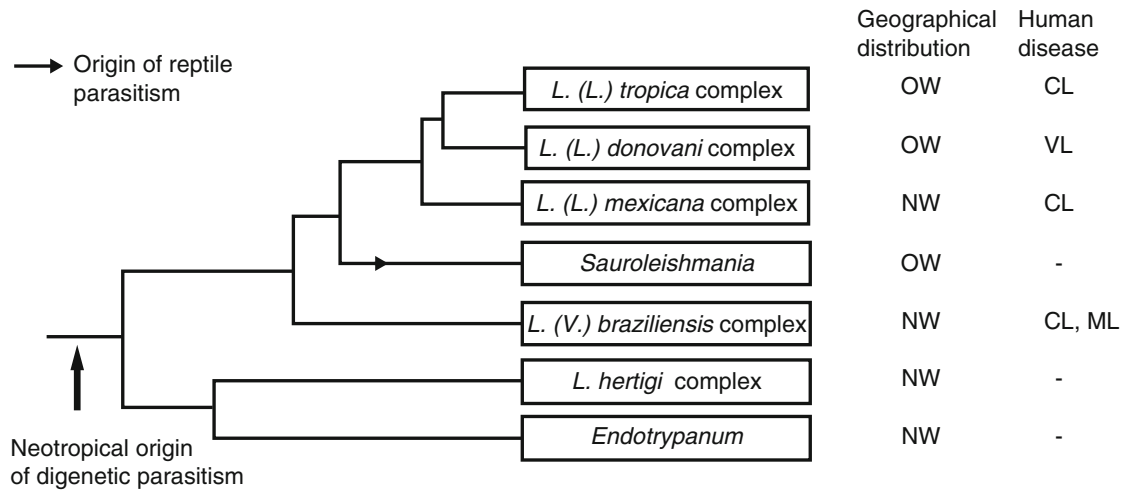 Geographical distribution
Human disease
Origin of reptile
parasitism
L. (L.) tropica complex OW CL
L. (L.) donovani complex OW VL
L. (L.) mexicana complex NW CL
Sauroleishmania OW -
L. (V.) braziliensis complex NW CL, ML
L. hertigi complex NW -
Endotrypanum NW -
Neotropical origin
of digenetic parasitism